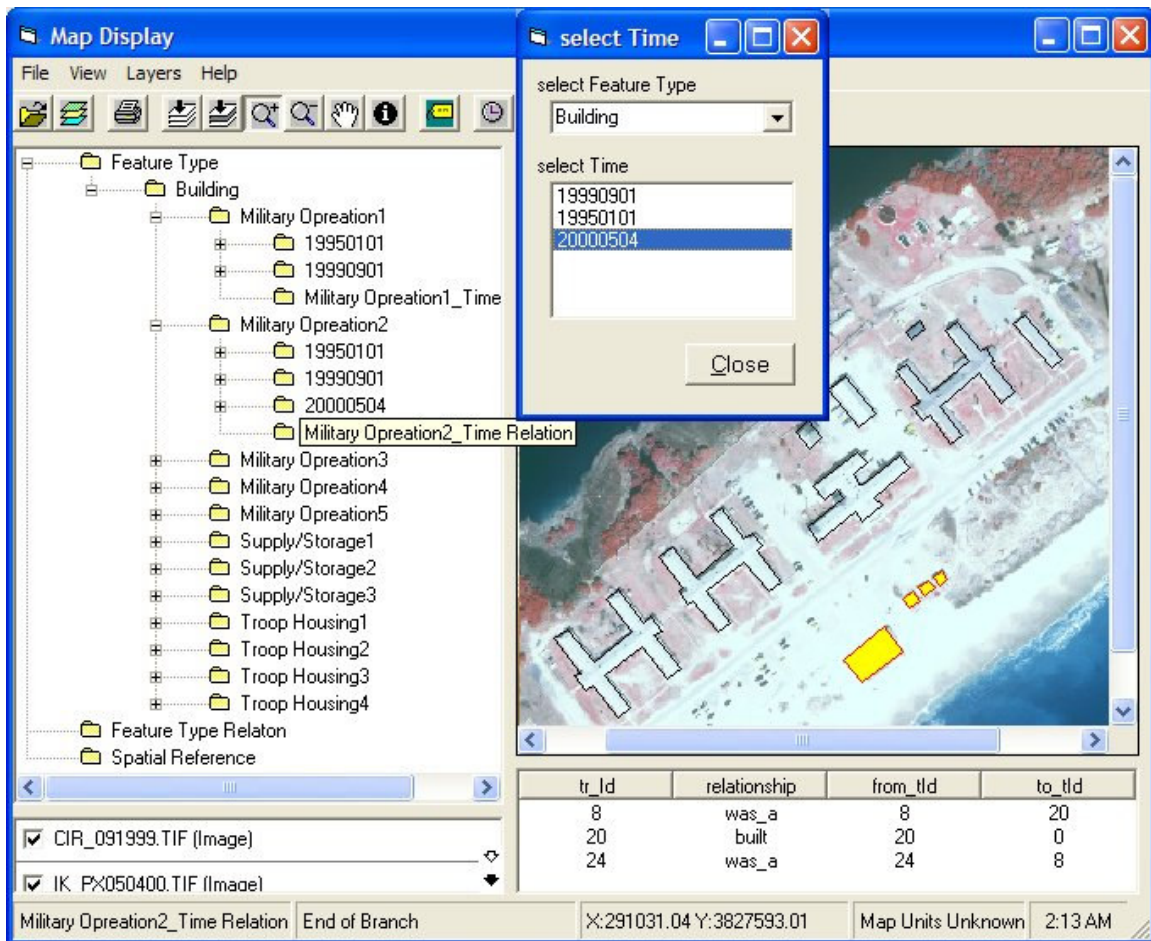 Map Display
File View Layers Help
Feature Type
Building
Military Opreation1
19950101
19990901
Military Opreation1_Time
Military Opreation2
19950101
19990901
20000504
Military Opreation2_Time Relation
Military Opreation3
Military Opreation4
Military Opreation5
Supply/Storage1
Supply/Storage2
Supply/Storage3
Troop Housing1
Troop Housing2
Troop Housing3
Troop Housing4
Feature Type Relaton
Spatial Reference
CIR_091999.TIF (Image)
IK_PX050400.TIF (Image)
select Time
select Feature Type
Building
select Time
19990901
19950101
20000504
Close
tr_Id relationship from_tId to_tId
8 was_a 8 20
20 built 20 0
24 was_a 24 8
Military Opreation2_Time Relation End of Branch X:291031.04 Y:3827593.01 Map Units Unknown 2:13 AM